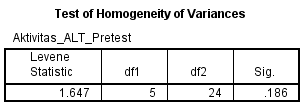 Test of Homogeneity of Variances
Aktivitas_ALT_Pretest
Levene Statistic df1 df2 Sig.
1.647 5 24 .186